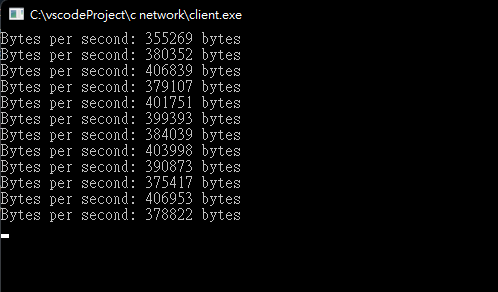 C:\vscodeProject\c network\client.exe
Bytes per second: 355269 bytes
Bytes per second: 380352 bytes
Bytes per second: 406839 bytes
Bytes per second: 379107 bytes
Bytes per second: 401751 bytes
Bytes per second: 399393 bytes
Bytes per second: 384039 bytes
Bytes per second: 403998 bytes
Bytes per second: 390873 bytes
Bytes per second: 375417 bytes
Bytes per second: 406953 bytes
Bytes per second: 378822 bytes